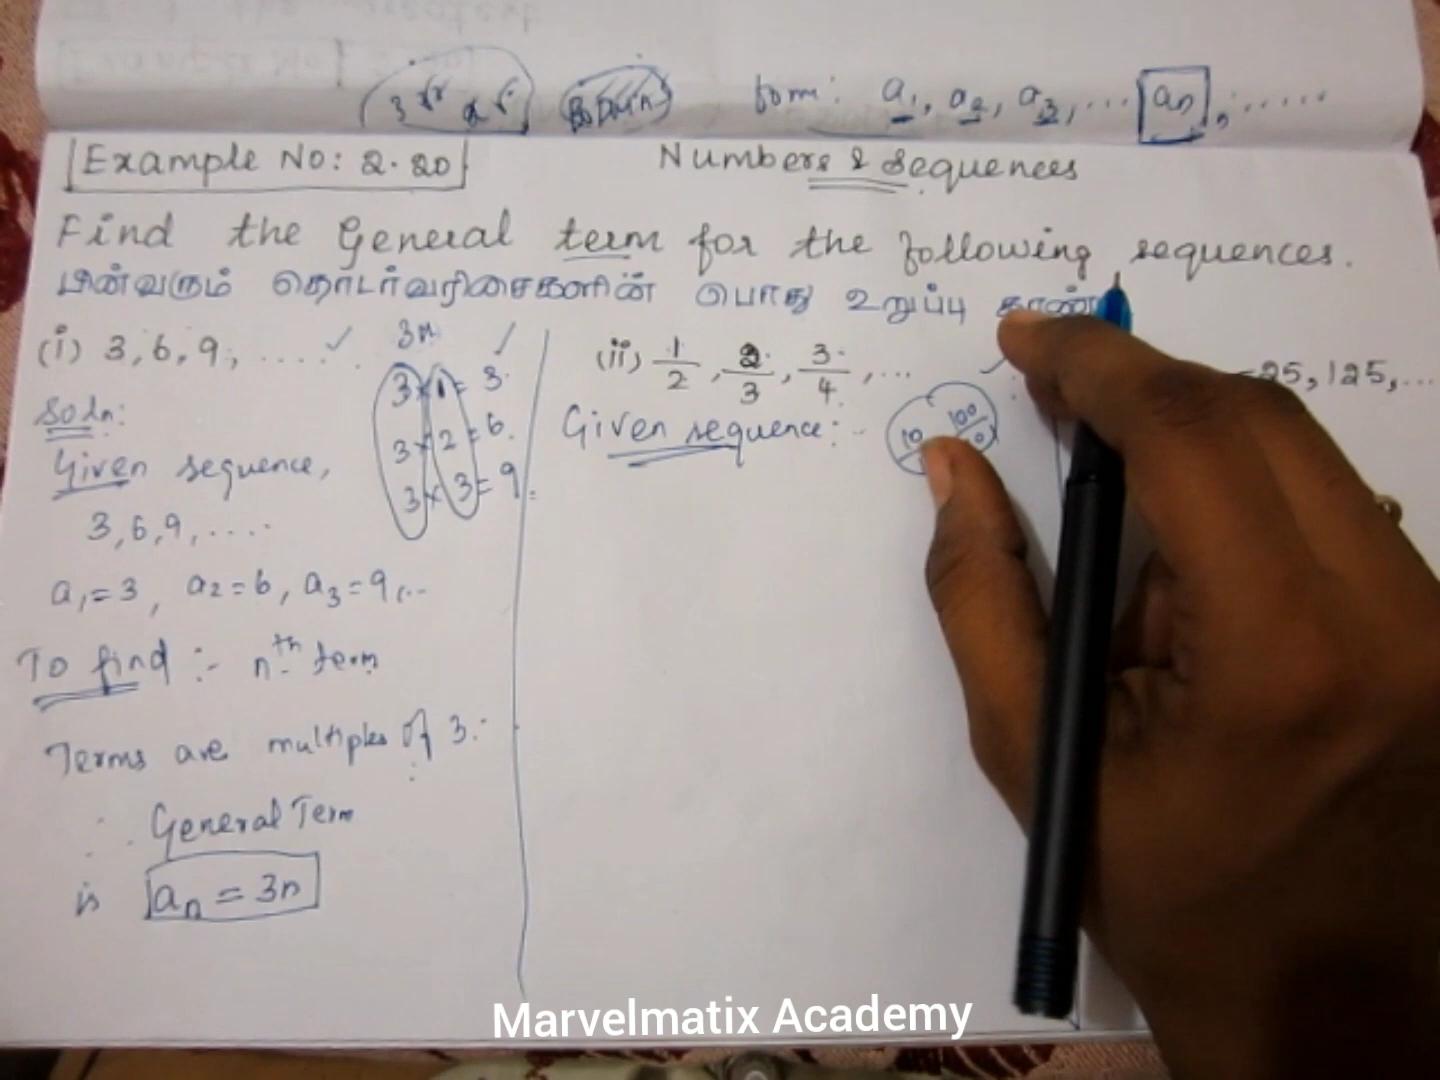 form: a1, a2, a3, ... an, .....
Example No: 2.20
Numbers & Sequences
Find the General term for the following sequences.
பின்வரும் தொடர்வரிசைகளின் பொது உறுப்பு காண்
(i) 3, 6, 9, .....
Soln:
Given sequence,
3, 6, 9, ....
a1 = 3, a2 = 6, a3 = 9, ..
To find :- nth term
Terms are multiples of 3.
∴ General Term
is an = 3n
3n
3 × 1 = 3
3 × 2 = 6
3 × 3 = 9
(ii) 1/2, 2/3, 3/4, ...
Given sequence:-
-25, 125, ...
Marvelmatix Academy